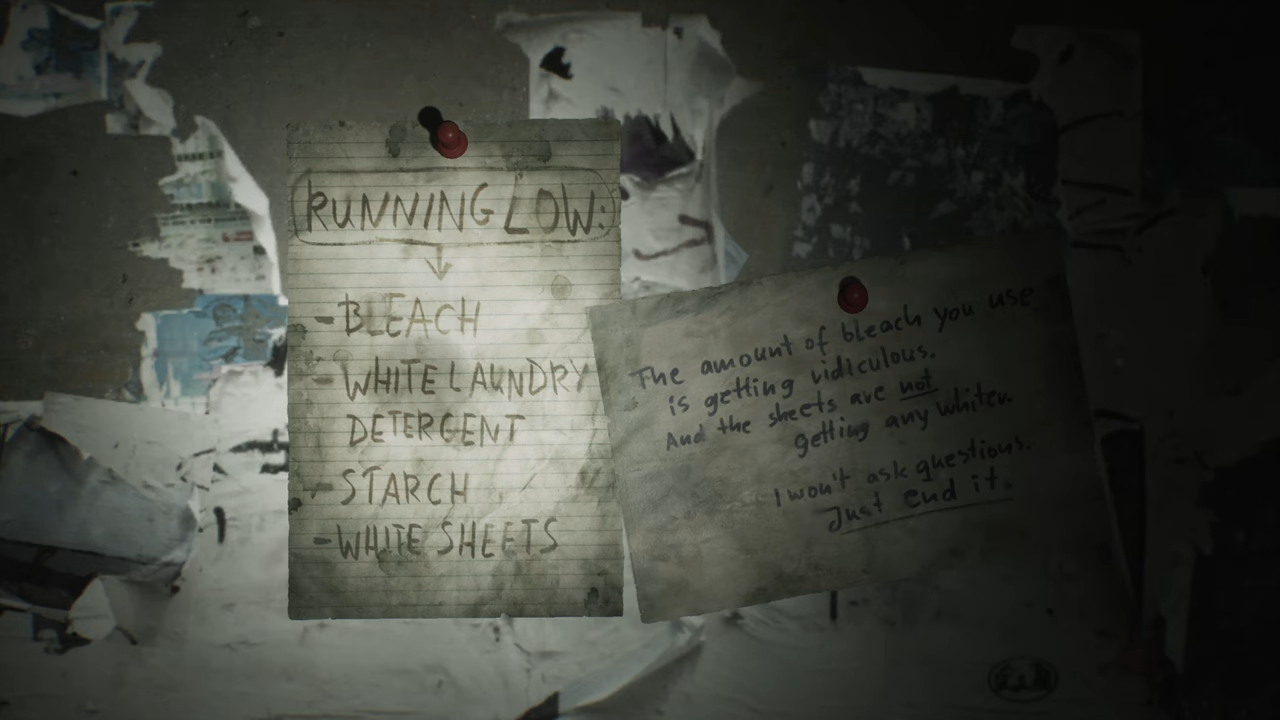 RUNNING LOW:
- BLEACH
- WHITE LAUNDRY
DETERGENT
- STARCH
- WHITE SHEETS
The amount of bleach you use
is getting ridiculous.
And the sheets are not
getting any whiter.
I won't ask questions.
Just end it.